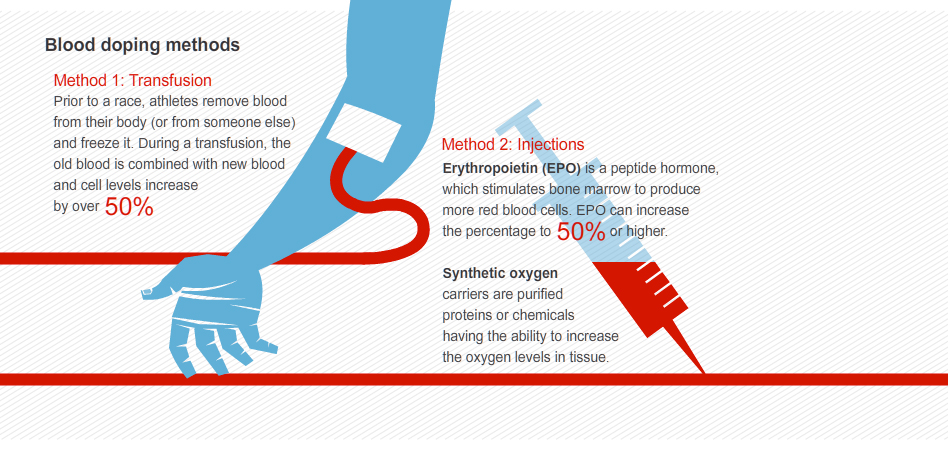 Blood doping methods
Method 1: Transfusion
Prior to a race, athletes remove blood
from their body (or from someone else)
and freeze it. During a transfusion, the
old blood is combined with new blood
and cell levels increase
by over 50%
Method 2: Injections
Erythropoietin (EPO) is a peptide hormone,
which stimulates bone marrow to produce
more red blood cells. EPO can increase
the percentage to 50% or higher.
Synthetic oxygen
carriers are purified
proteins or chemicals
having the ability to increase
the oxygen levels in tissue.